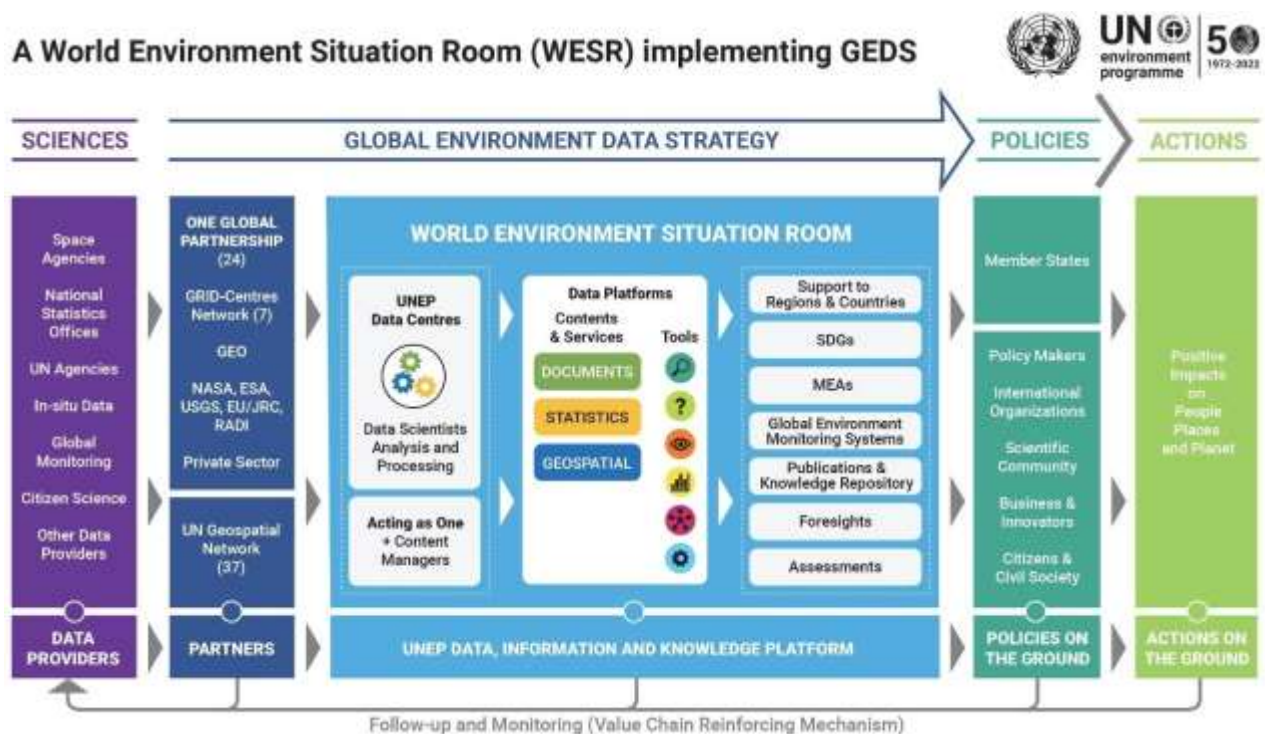 A World Environment Situation Room (WESR) implementing GEDS
UN
environment
programme
50
1972-2022
SCIENCES
GLOBAL ENVIRONMENT DATA STRATEGY
POLICIES
ACTIONS
Space
Agencies
National
Statistics
Offices
UN Agencies
In-situ Data
Global
Monitoring
Citizen Science
Other Data
Providers
ONE GLOBAL
PARTNERSHIP
(24)
GRID-Centres
Network (7)
GEO
NASA, ESA,
USGS, EU/JRC,
RADI
Private Sector
UN Geospatial
Network
(37)
WORLD ENVIRONMENT SITUATION ROOM
UNEP
Data Centres
Data Scientists
Analysis and
Processing
Acting as One
+ Content
Managers
Data Platforms
Contents
& Services
Tools
DOCUMENTS
STATISTICS
GEOSPATIAL
?
Support to
Regions & Countries
SDGs
MEAs
Global Environment
Monitoring Systems
Publications &
Knowledge Repository
Foresights
Assessments
Member States
Policy Makers
International
Organizations
Scientific
Community
Business &
Innovators
Citizens &
Civil Society
Positive
Impacts
on
People
Places
and Planet
DATA
PROVIDERS
PARTNERS
UNEP DATA, INFORMATION AND KNOWLEDGE PLATFORM
POLICIES ON
THE GROUND
ACTIONS ON
THE GROUND
Follow-up and Monitoring (Value Chain Reinforcing Mechanism)